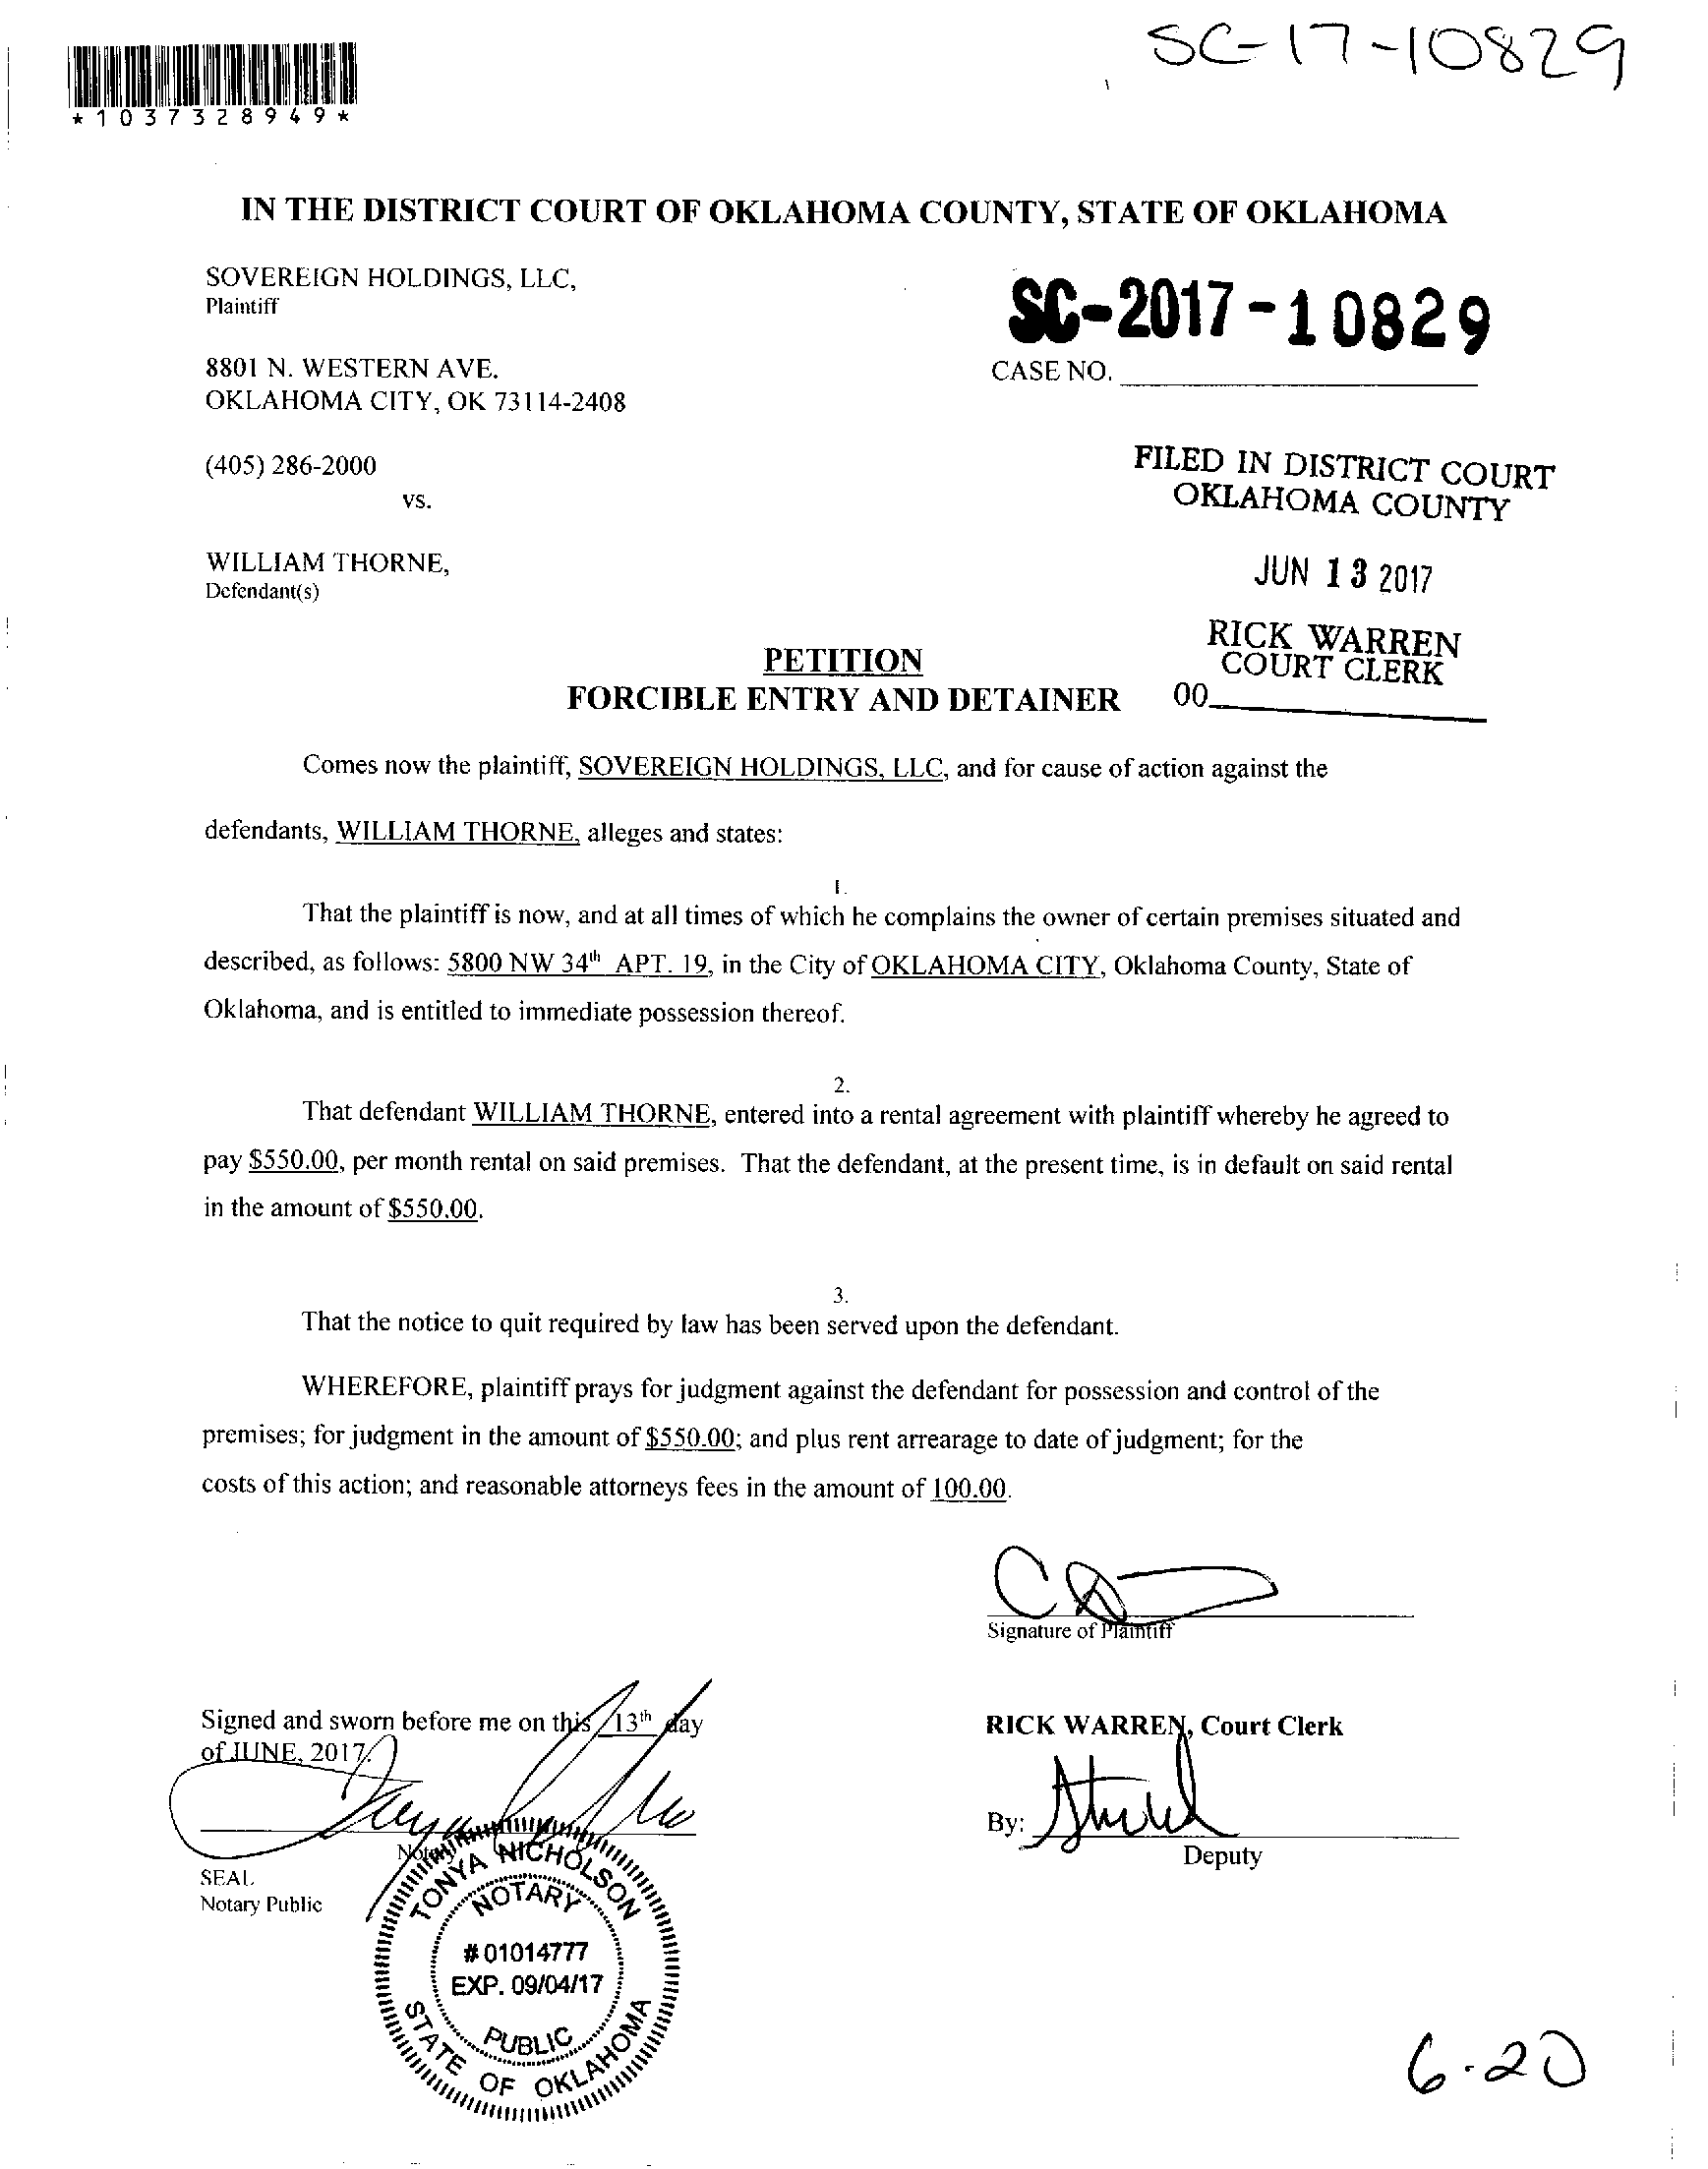 SC-17-10829
*1037328949*
IN THE DISTRICT COURT OF OKLAHOMA COUNTY, STATE OF OKLAHOMA
SOVEREIGN HOLDINGS, LLC,
Plaintiff
SC-2017-10829
8801 N. WESTERN AVE.
CASE NO.
OKLAHOMA CITY, OK 73114-2408
(405) 286-2000
vs.
FILED IN DISTRICT COURT
OKLAHOMA COUNTY
WILLIAM THORNE,
Defendant(s)
JUN 13 2017
RICK WARREN
COURT CLERK
00
PETITION
FORCIBLE ENTRY AND DETAINER
Comes now the plaintiff, SOVEREIGN HOLDINGS, LLC, and for cause of action against the
defendants, WILLIAM THORNE, alleges and states:
1.
That the plaintiff is now, and at all times of which he complains the owner of certain premises situated and
described, as follows: 5800 NW 34th APT. 19, in the City of OKLAHOMA CITY, Oklahoma County, State of
Oklahoma, and is entitled to immediate possession thereof.
2.
That defendant WILLIAM THORNE, entered into a rental agreement with plaintiff whereby he agreed to
pay $550.00, per month rental on said premises. That the defendant, at the present time, is in default on said rental
in the amount of $550.00.
3.
That the notice to quit required by law has been served upon the defendant.
WHEREFORE, plaintiff prays for judgment against the defendant for possession and control of the
premises; for judgment in the amount of $550.00; and plus rent arrearage to date of judgment; for the
costs of this action; and reasonable attorneys fees in the amount of 100.00.
Signature of Plaintiff
Signed and sworn before me on this 13th day
of JUNE, 2017.
RICK WARREN, Court Clerk
By:
Deputy
Notary
SEAL
Notary Public
TONYA NICHOLSON
NOTARY
#01014777
EXP. 09/04/17
PUBLIC
STATE OF OKLAHOMA
6-20